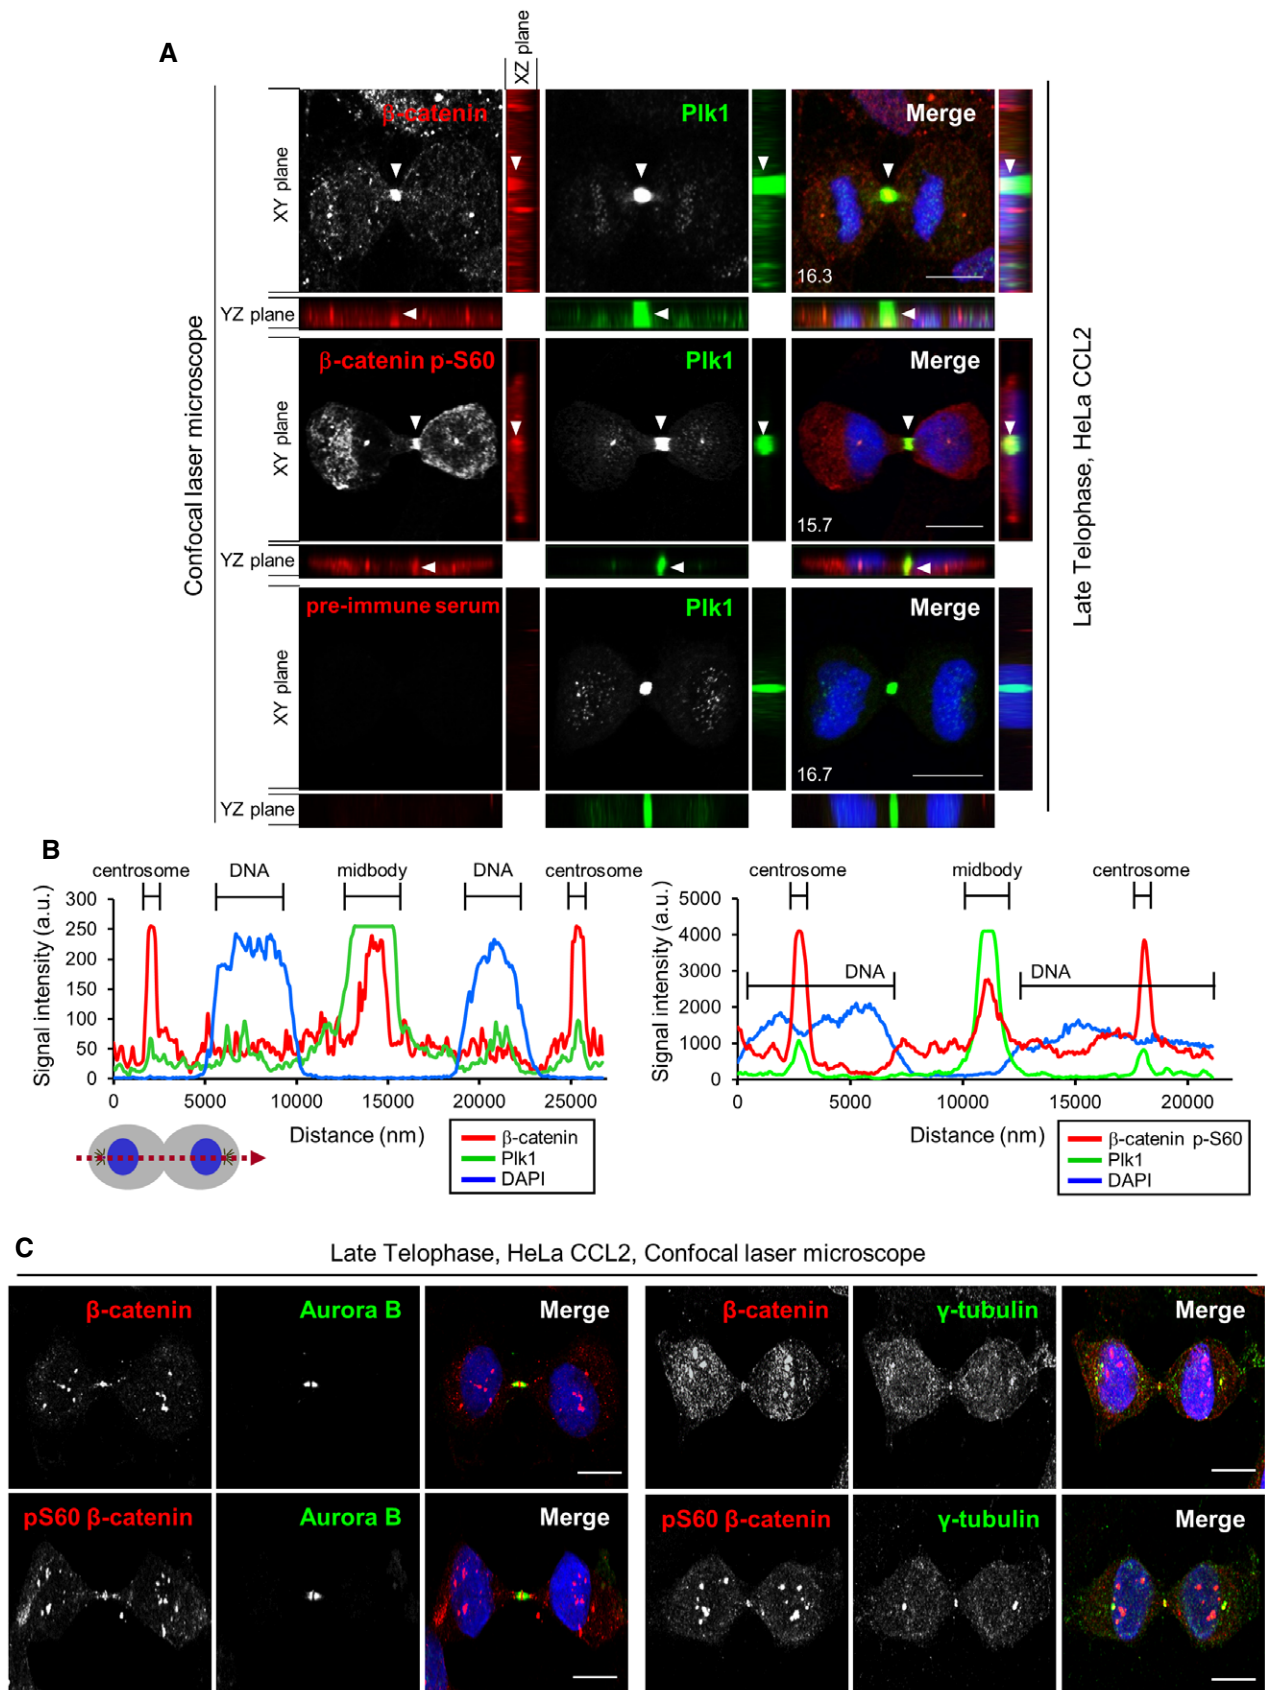 A
XZ plane
β-catenin
Plk1
Merge
XY plane
16.3
YZ plane
β-catenin p-S60
Plk1
Merge
XY plane
15.7
YZ plane
pre-immune serum
Plk1
Merge
XY plane
16.7
YZ plane
Confocal laser microscope
Late Telophase, HeLa CCL2
B
centrosome DNA midbody DNA centrosome
300
250
200
150
100
50
0
Signal intensity (a.u.)
0 5000 10000 15000 20000 25000
Distance (nm)
β-catenin
Plk1
DAPI
centrosome midbody centrosome
DNA DNA
5000
4000
3000
2000
1000
0
Signal intensity (a.u.)
0 5000 10000 15000 20000
Distance (nm)
β-catenin p-S60
Plk1
DAPI
C
Late Telophase, HeLa CCL2, Confocal laser microscope
β-catenin Aurora B Merge β-catenin γ-tubulin Merge
pS60 β-catenin Aurora B Merge pS60 β-catenin γ-tubulin Merge